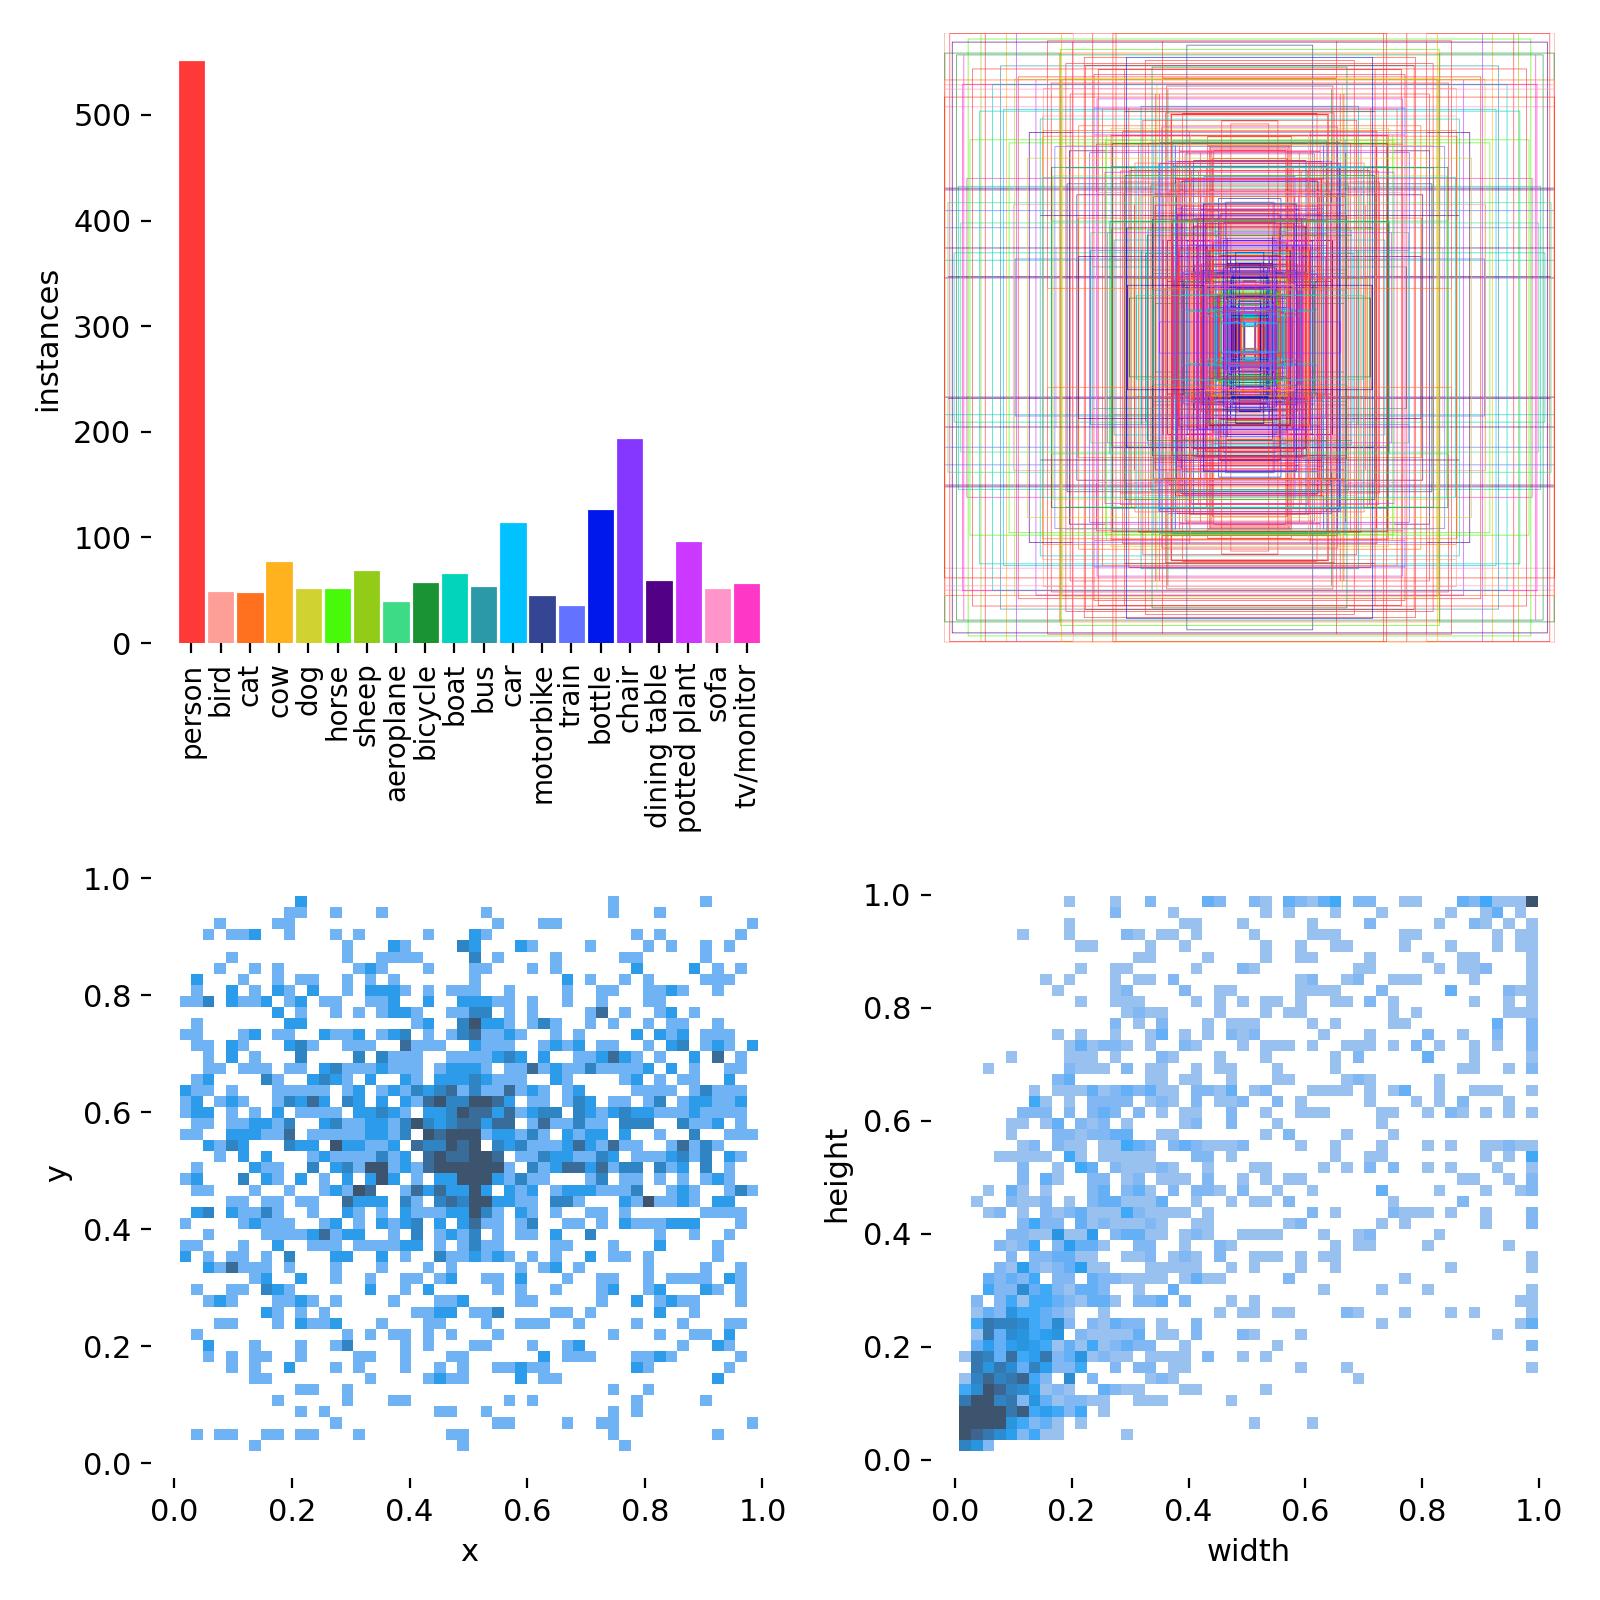 500
400
300
200
100
0
instances
person
bird
cat
cow
dog
horse
sheep
aeroplane
bicycle
boat
bus
car
motorbike
train
bottle
chair
dining table
potted plant
sofa
tv/monitor
1.0
0.8
0.6
0.4
0.2
0.0
y
0.0 0.2 0.4 0.6 0.8 1.0
x
1.0
0.8
0.6
0.4
0.2
0.0
height
0.0 0.2 0.4 0.6 0.8 1.0
width